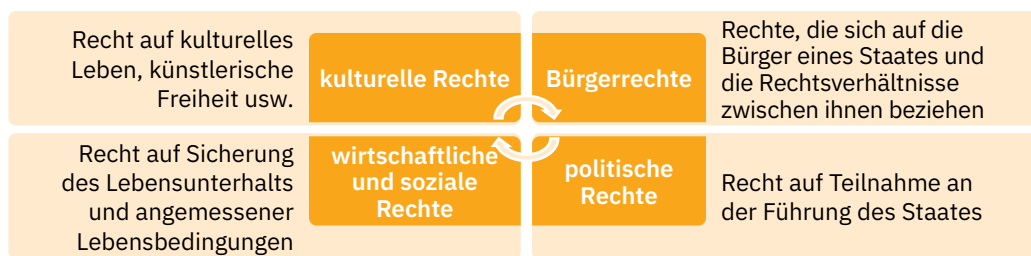 Recht auf kulturelles
Leben, künstlerische
Freiheit usw.
kulturelle Rechte
Bürgerrechte
Rechte, die sich auf die
Bürger eines Staates und
die Rechtsverhältnisse
zwischen ihnen beziehen
Recht auf Sicherung
des Lebensunterhalts
und angemessener
Lebensbedingungen
wirtschaftliche
und soziale
Rechte
politische
Rechte
Recht auf Teilnahme an
der Führung des Staates